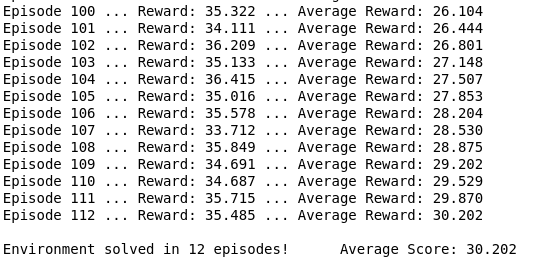 Episode 100 ... Reward: 35.322 ... Average Reward: 26.104
Episode 101 ... Reward: 34.111 ... Average Reward: 26.444
Episode 102 ... Reward: 36.209 ... Average Reward: 26.801
Episode 103 ... Reward: 35.133 ... Average Reward: 27.148
Episode 104 ... Reward: 36.415 ... Average Reward: 27.507
Episode 105 ... Reward: 35.016 ... Average Reward: 27.853
Episode 106 ... Reward: 35.578 ... Average Reward: 28.204
Episode 107 ... Reward: 33.712 ... Average Reward: 28.530
Episode 108 ... Reward: 35.849 ... Average Reward: 28.875
Episode 109 ... Reward: 34.691 ... Average Reward: 29.202
Episode 110 ... Reward: 34.687 ... Average Reward: 29.529
Episode 111 ... Reward: 35.715 ... Average Reward: 29.870
Episode 112 ... Reward: 35.485 ... Average Reward: 30.202
Environment solved in 12 episodes!      Average Score: 30.202